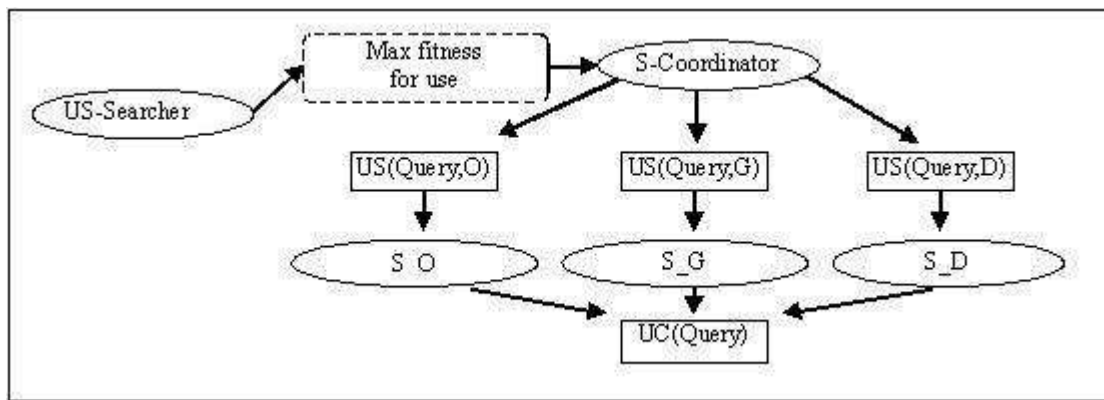 Max fitness
for use
S-Coordinator
US-Searcher
US(Query,O)
US(Query,G)
US(Query,D)
S_O
S_G
S_D
UC(Query)